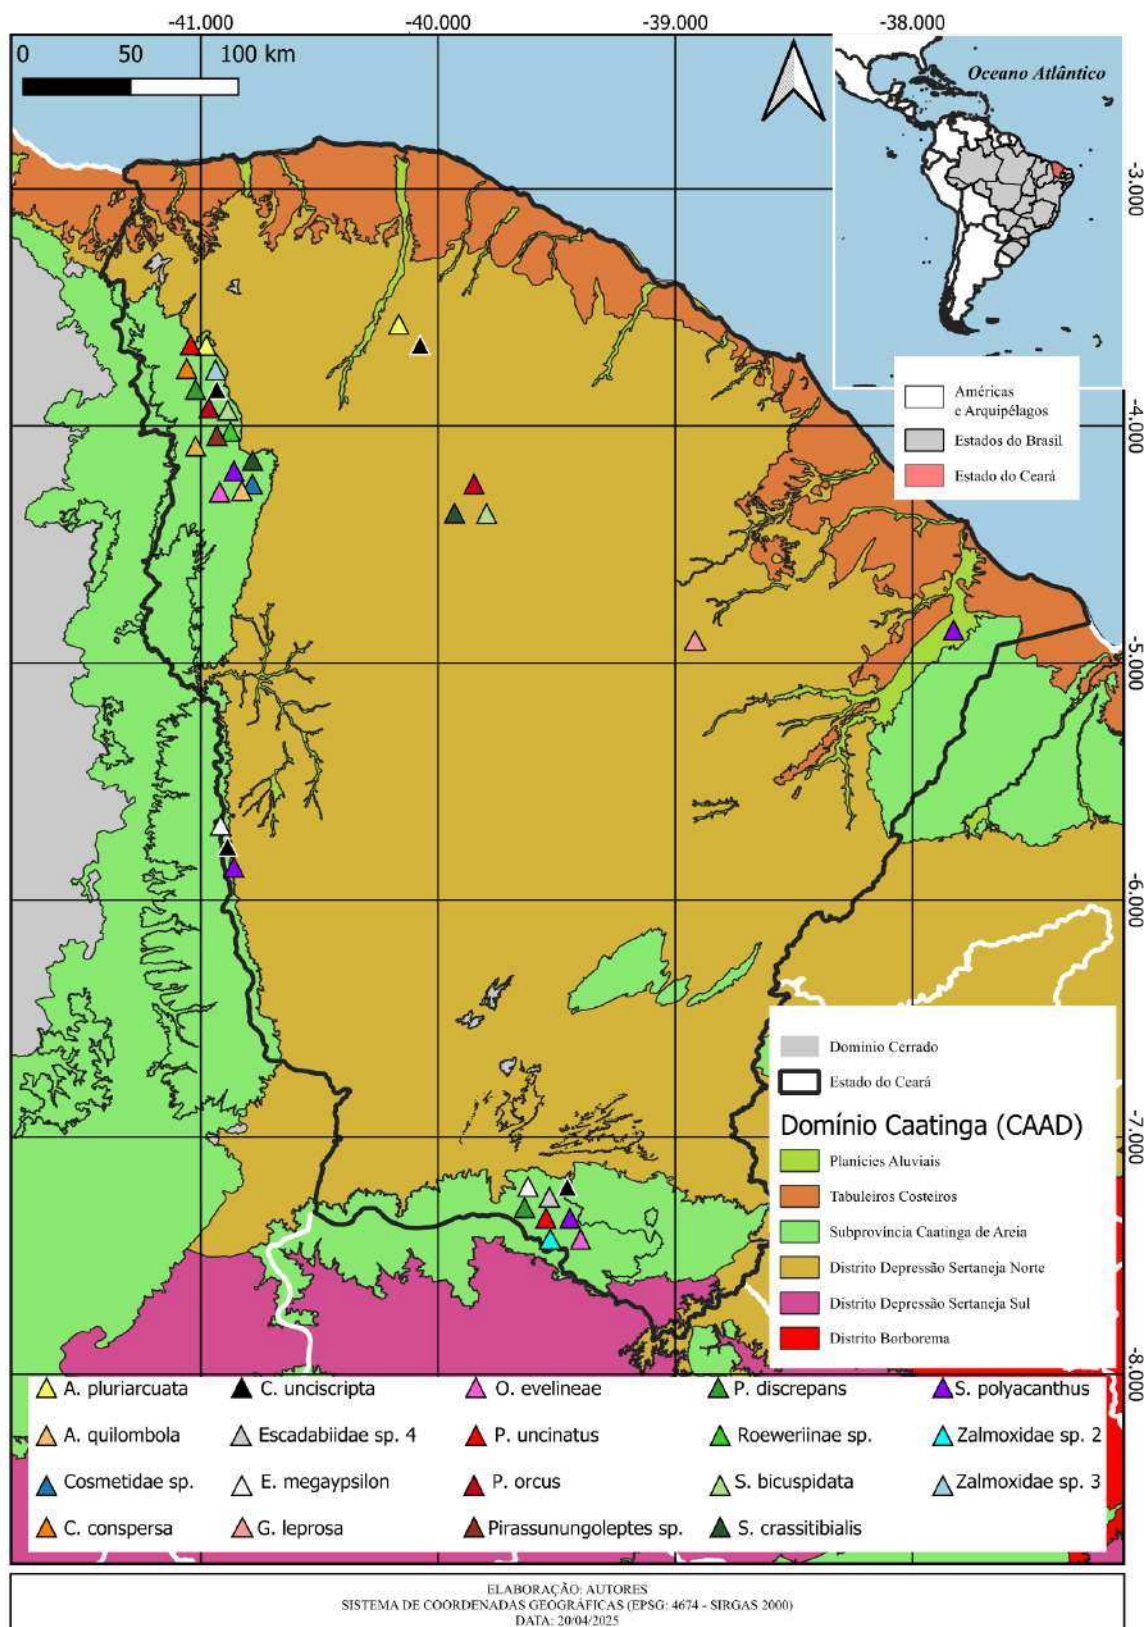 -41.000 -40.000 -39.000 -38.000
0 50 100 km
Oceano Atlântico
Américas
e Arquipélagos
Estados do Brasil
Estado do Ceará
-3.000
-4.000
-5.000
-6.000
-7.000
-8.000
Domínio Cerrado
Estado do Ceará
Domínio Caatinga (CAAD)
Planícies Aluviais
Tabuleiros Costeiros
Subprovíncia Caatinga de Areia
Distrito Depressão Sertaneja Norte
Distrito Depressão Sertaneja Sul
Distrito Borborema
A. pluriarcuata C. unciscripta O. evelineae P. discrepans S. polyacanthus
A. quilombola Escadabiidae sp. 4 P. uncinatus Roeweriinae sp. Zalmoxidae sp. 2
Cosmetidae sp. E. megaypsilon P. orcus S. bicuspidata Zalmoxidae sp. 3
C. conspersa G. leprosa Pirassunungoleptes sp. S. crassitibialis
ELABORAÇÃO: AUTORES
SISTEMA DE COORDENADAS GEOGRÁFICAS (EPSG: 4674 - SIRGAS 2000)
DATA: 20/04/2025